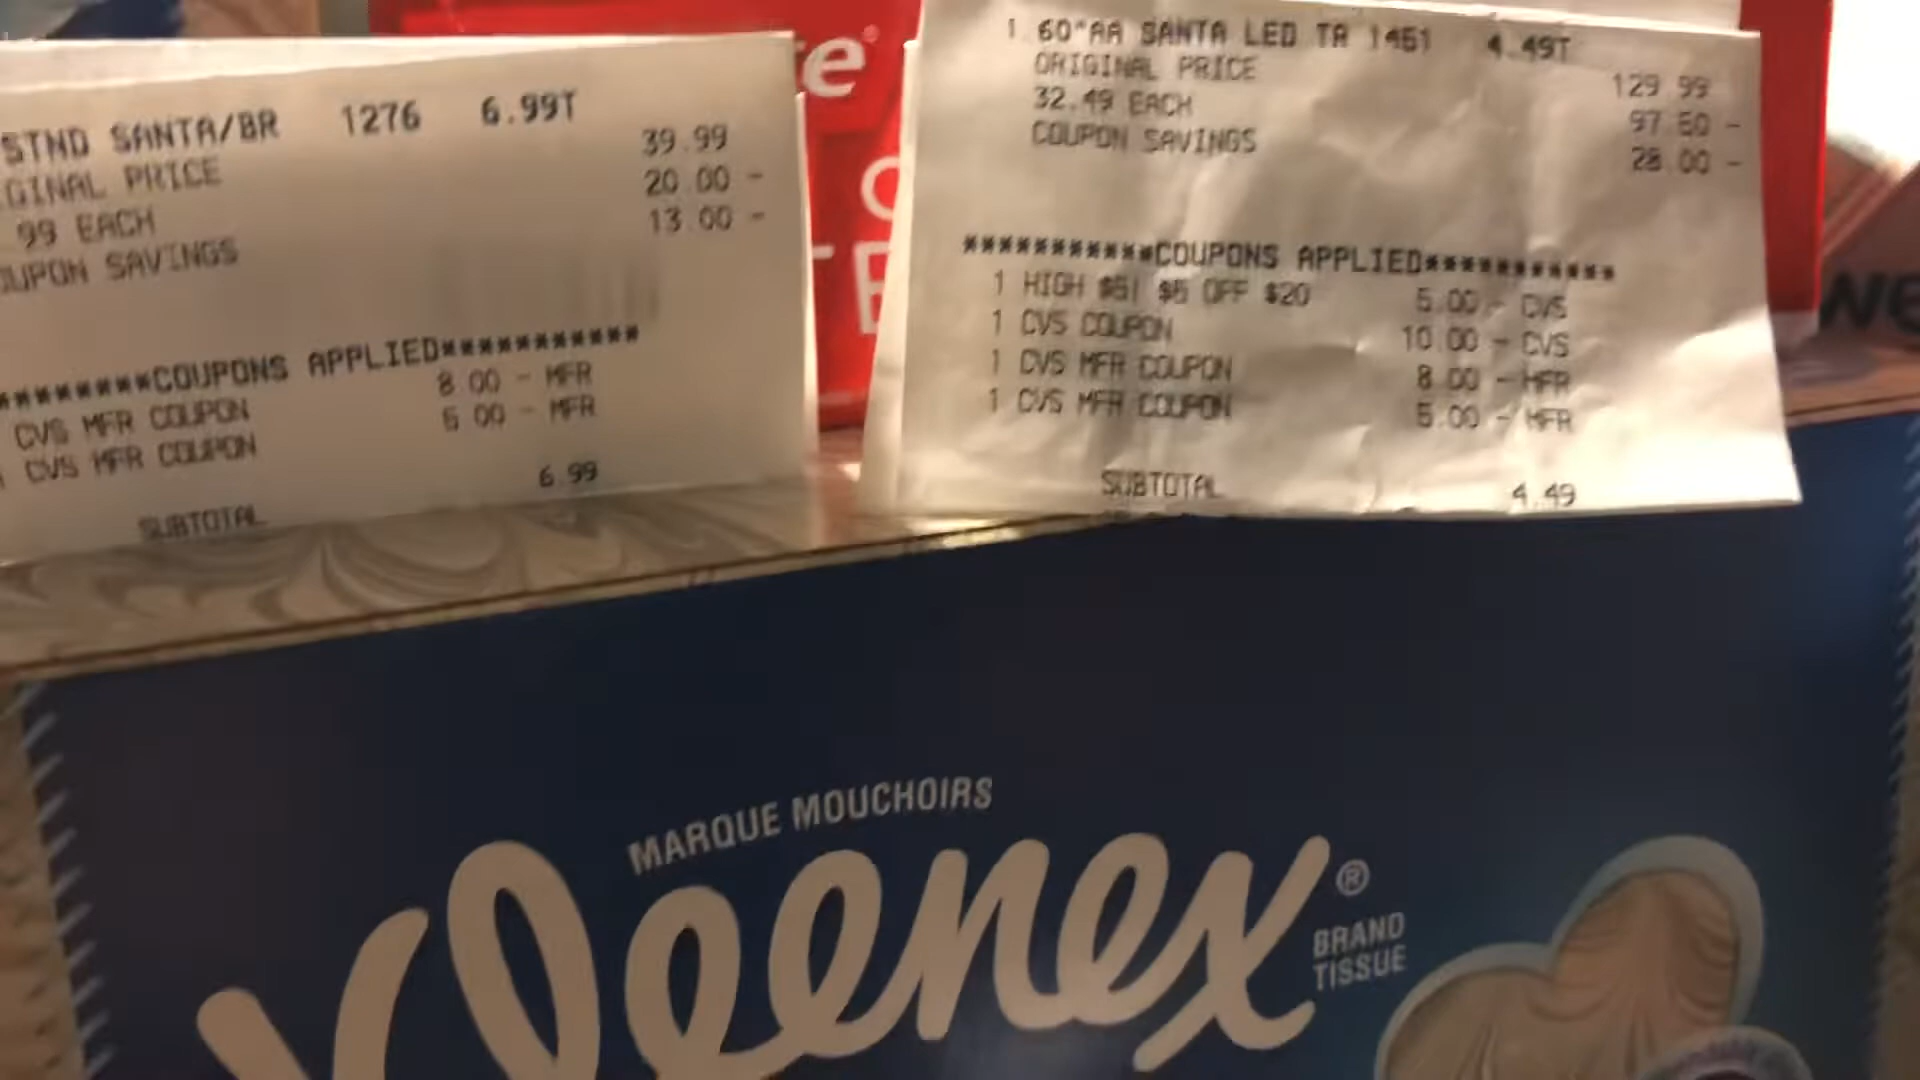 STND SANTA/BR 1276 6.99T
GINAL PRICE 39.99
99 EACH 20.00 -
OUPON SAVINGS 13.00 -
********COUPONS APPLIED***********
CVS MFR COUPON 8.00 - MFR
CVS MFR COUPON 5.00 - MFR
SUBTOTAL 6.99
1 60"AA SANTA LED TA 1451 4.49T
ORIGINAL PRICE 129.99
32.49 EACH 97.50 -
COUPON SAVINGS 28.00 -
***********COUPONS APPLIED***********
1 HIGH $5! $5 OFF $20 5.00 - CVS
1 CVS COUPON 10.00 - CVS
1 CVS MFR COUPON 8.00 - MFR
1 CVS MFR COUPON 5.00 - MFR
SUBTOTAL 4.49
MARQUE MOUCHOIRS
Kleenex®
BRAND
TISSUE